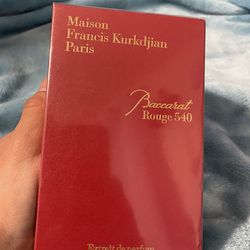 Maison
Francis Kurkdjian
Paris
Baccarat
Rouge 540
Extrait de parfum